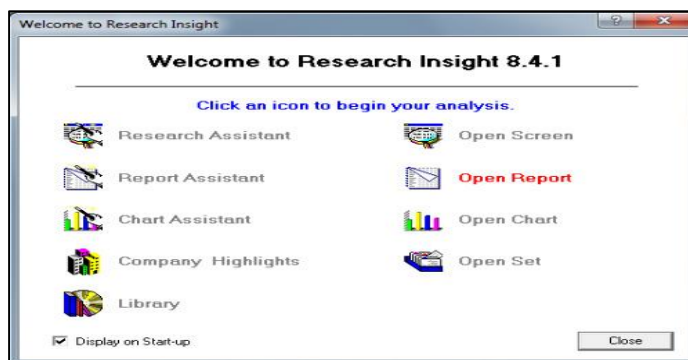 Welcome to Research Insight
Welcome to Research Insight 8.4.1
Click an icon to begin your analysis.
Research Assistant
Open Screen
Report Assistant
Open Report
Chart Assistant
Open Chart
Company Highlights
Open Set
Library
Display on Start-up
Close